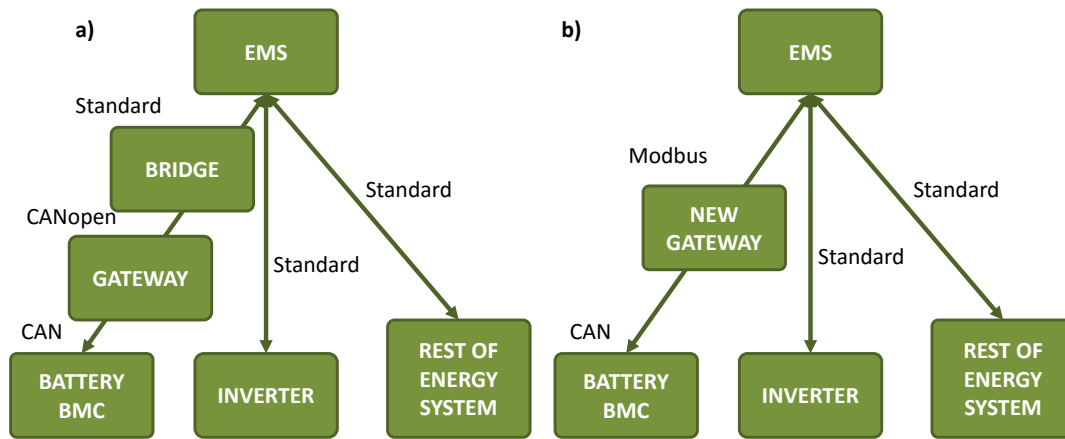 a)
EMS
Standard
BRIDGE
CANopen
Standard
GATEWAY
Standard
CAN
BATTERY
BMC
INVERTER
REST OF
ENERGY
SYSTEM
b)
EMS
Modbus
Standard
NEW
GATEWAY
Standard
CAN
BATTERY
BMC
INVERTER
REST OF
ENERGY
SYSTEM